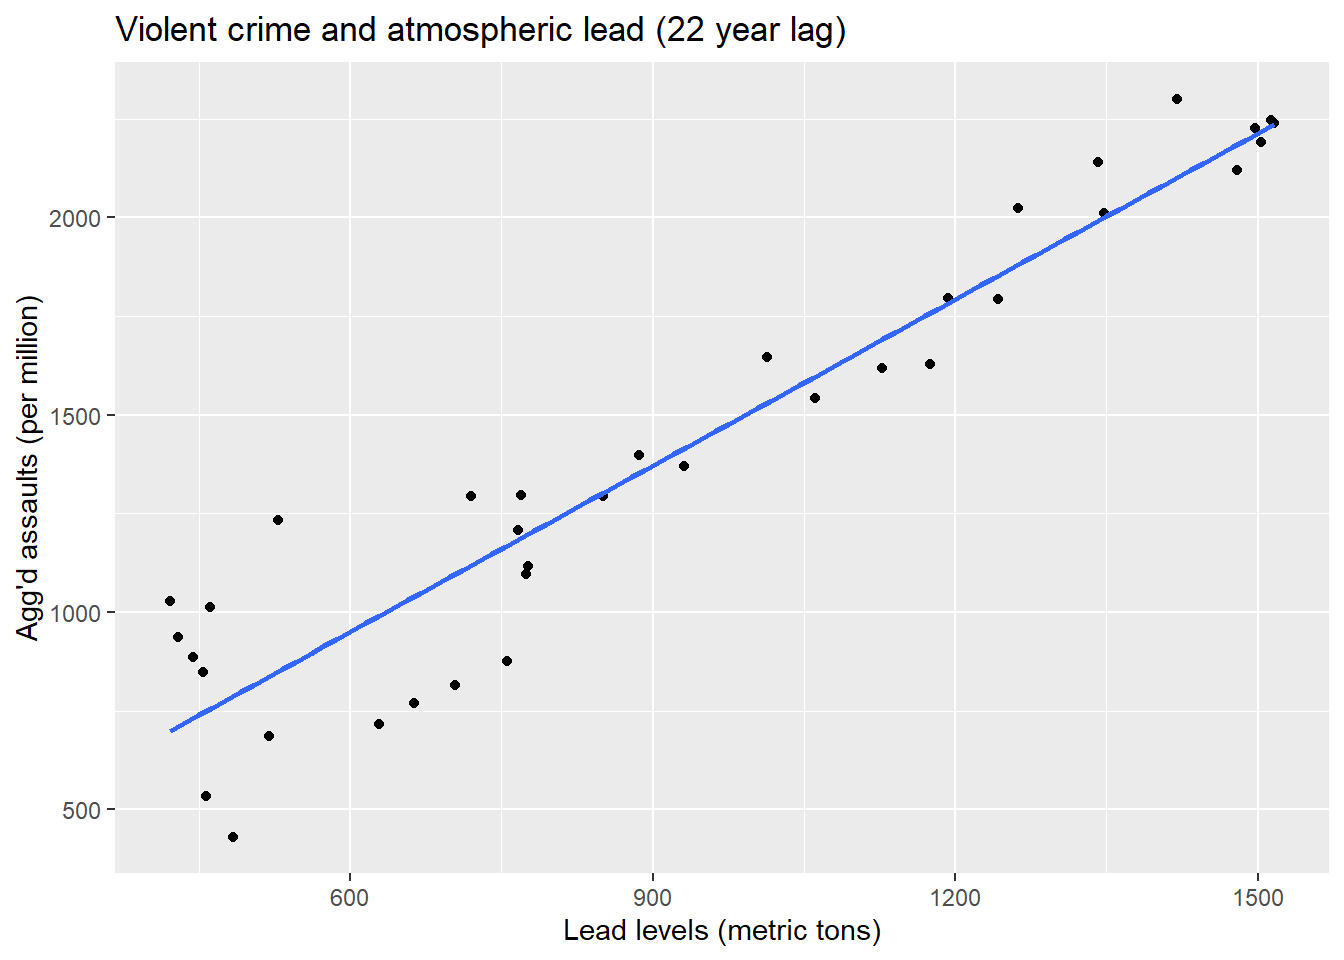 Violent crime and atmospheric lead (22 year lag)
Agg'd assaults (per million)
2000
1500
1000
500
600
900
1200
1500
Lead levels (metric tons)